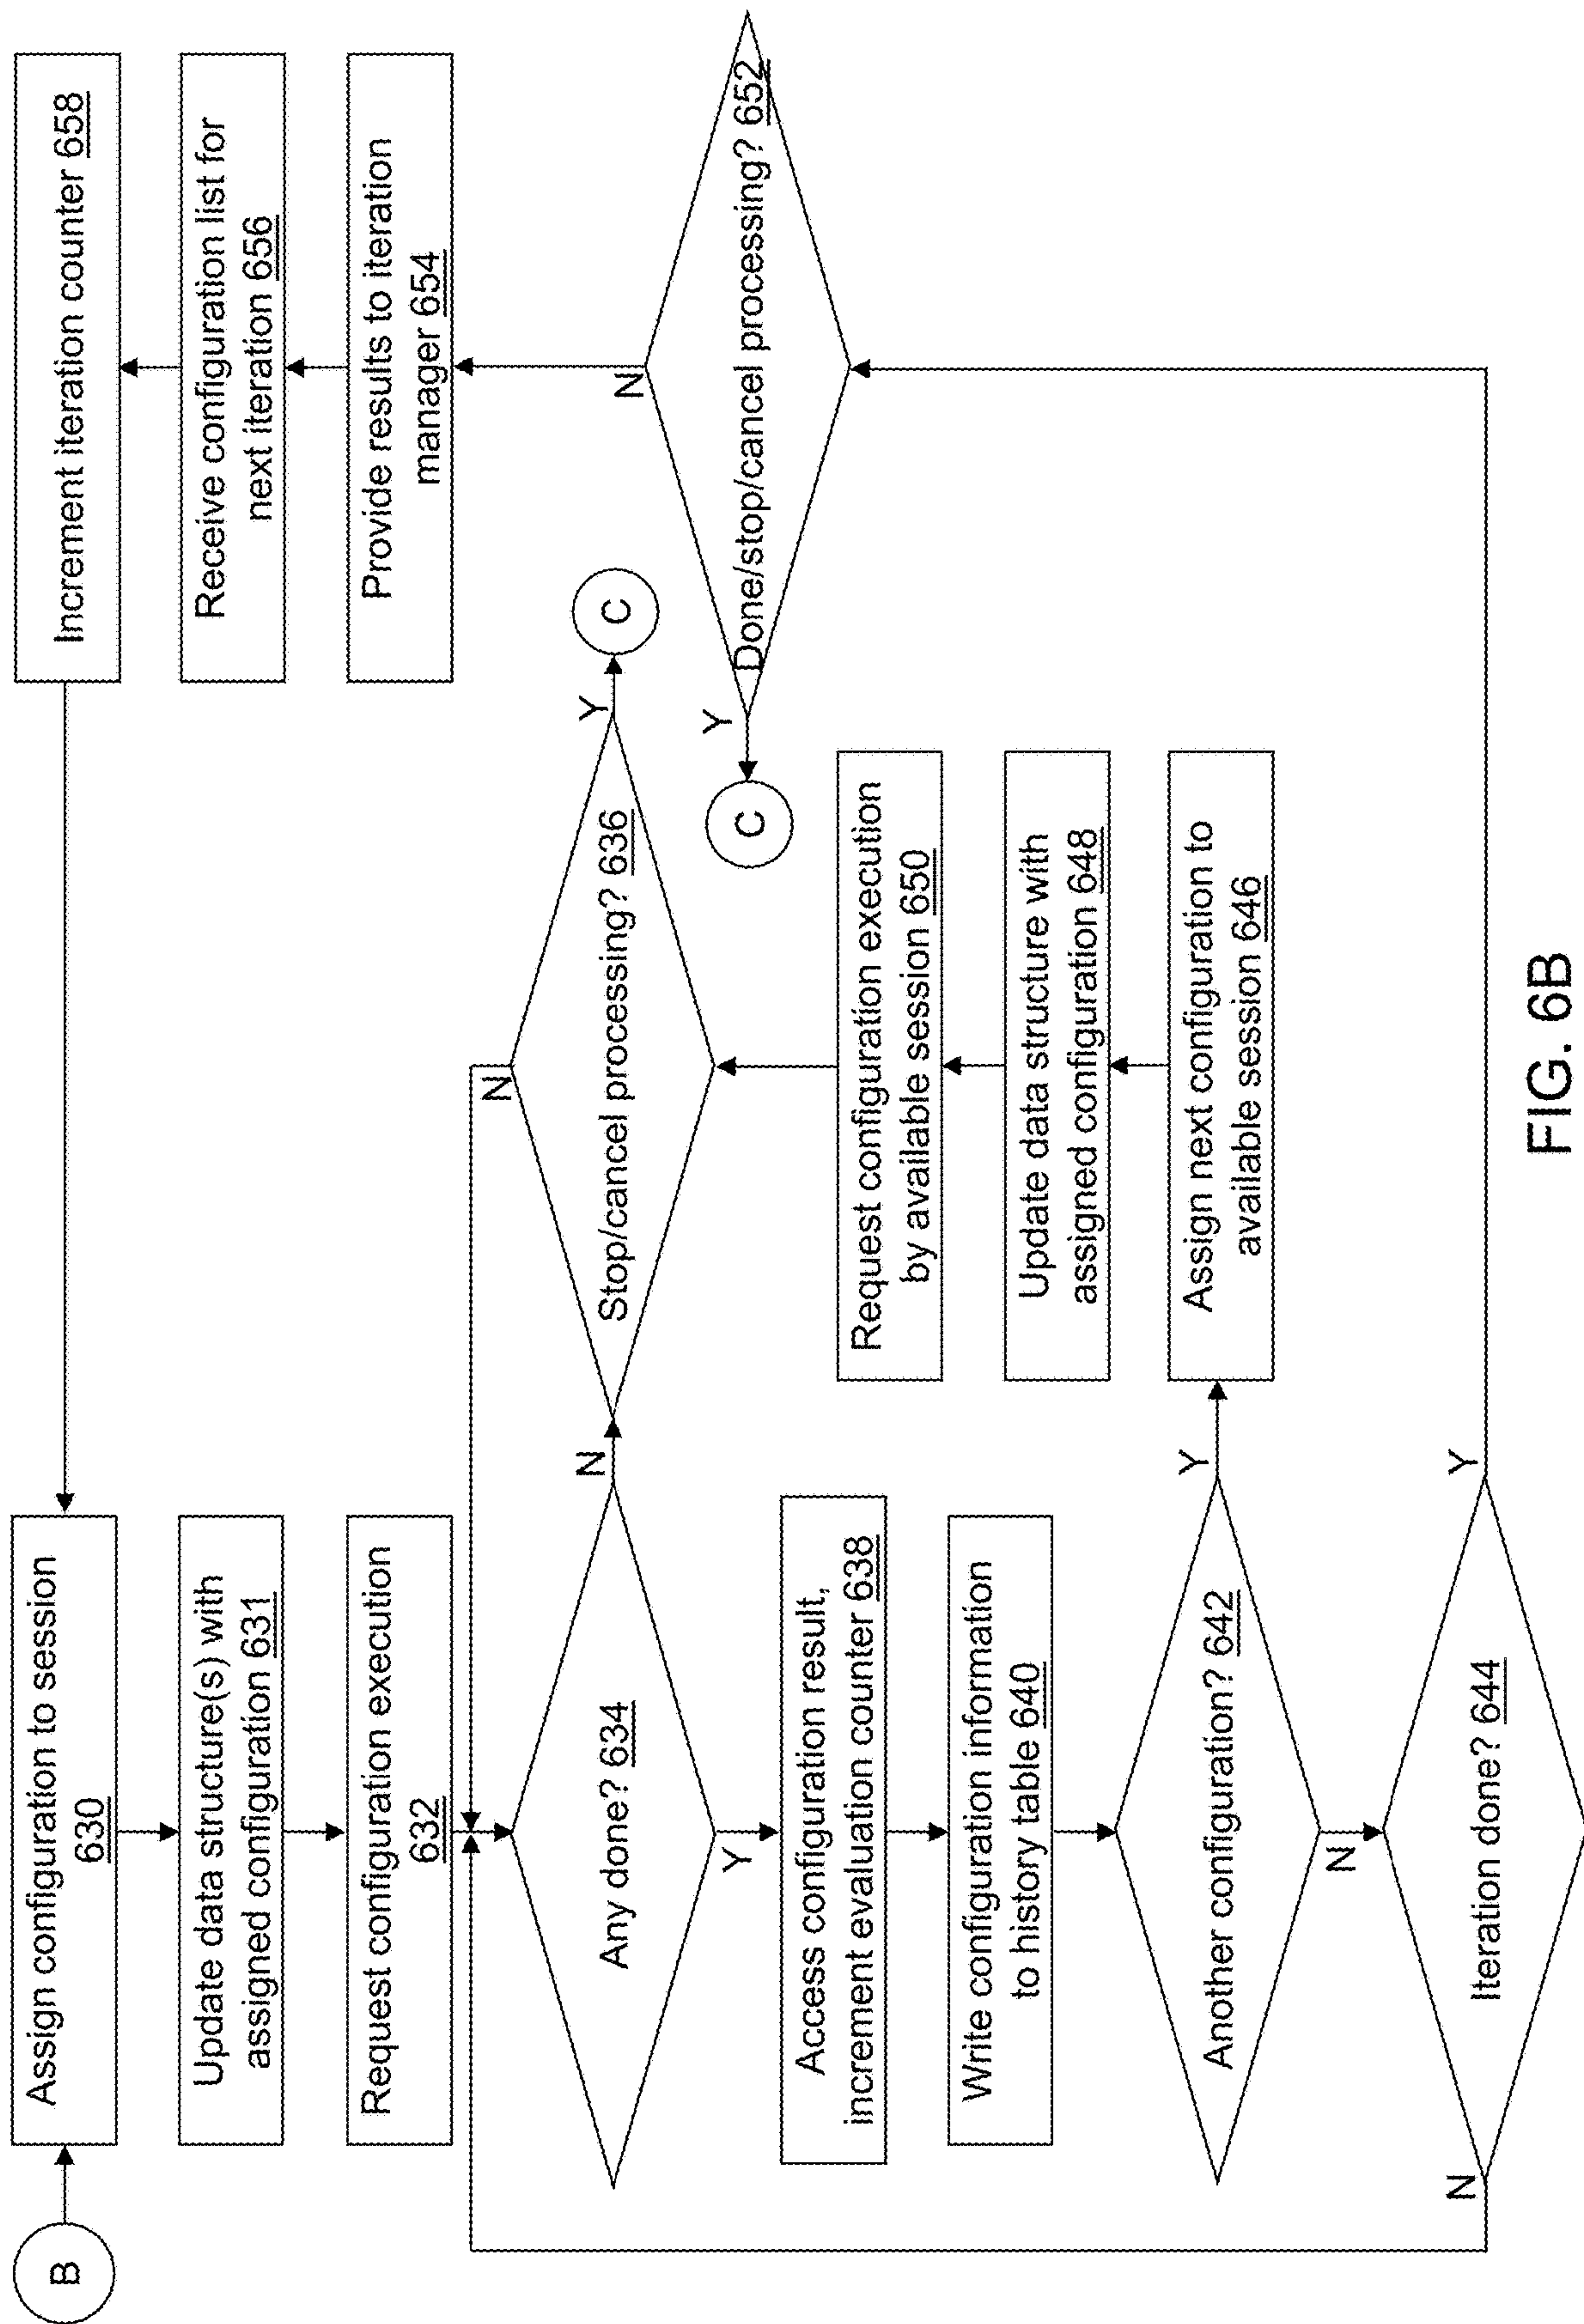 B
Assign configuration to session
630
Update data structure(s) with
assigned configuration 631
Request configuration execution
632
Any done? 634
N
Y
Access configuration result,
increment evaluation counter 638
Write configuration information
to history table 640
Another configuration? 642
Y
N
Iteration done? 644
N
Y
Stop/cancel processing? 636
N
Y
C
Request configuration execution
by available session 650
Update data structure with
assigned configuration 648
Assign next configuration to
available session 646
Increment iteration counter 658
Receive configuration list for
next iteration 656
Provide results to iteration
manager 654
N
Done/stop/cancel processing? 652
Y
C
FIG. 6B